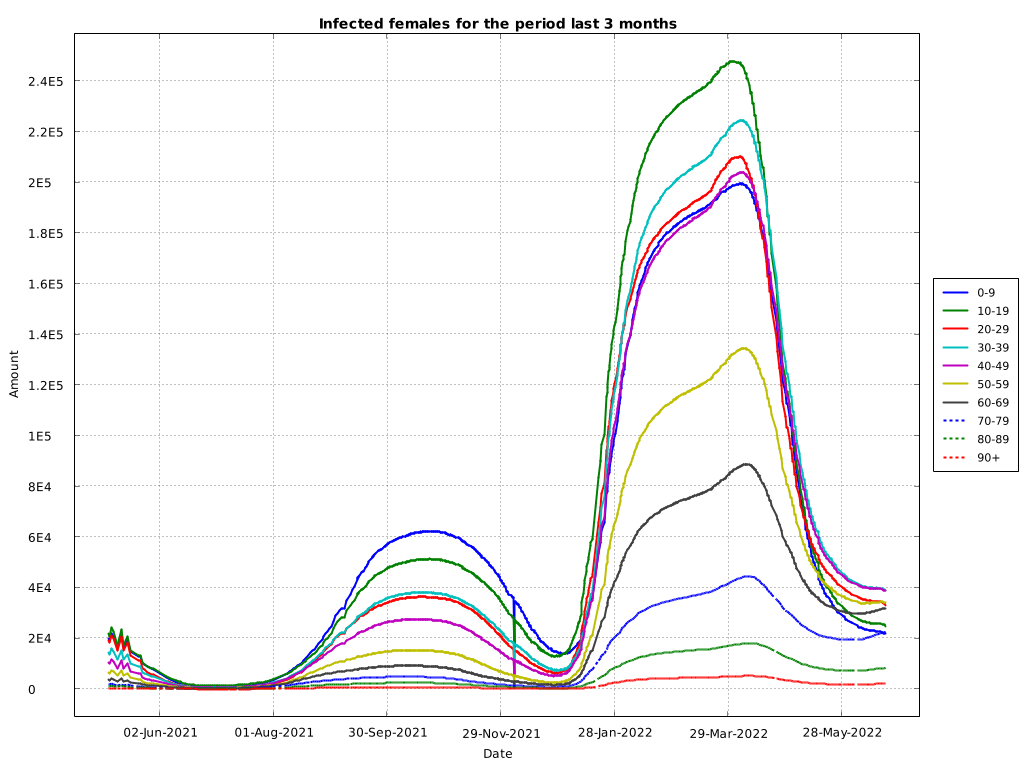 Infected females for the period last 3 months
2.4E5
2.2E5
2E5
1.8E5
1.6E5
1.4E5
1.2E5
1E5
8E4
6E4
4E4
2E4
0
Amount
02-Jun-2021 01-Aug-2021 30-Sep-2021 29-Nov-2021 28-Jan-2022 29-Mar-2022 28-May-2022
Date
0-9
10-19
20-29
30-39
40-49
50-59
60-69
70-79
80-89
90+